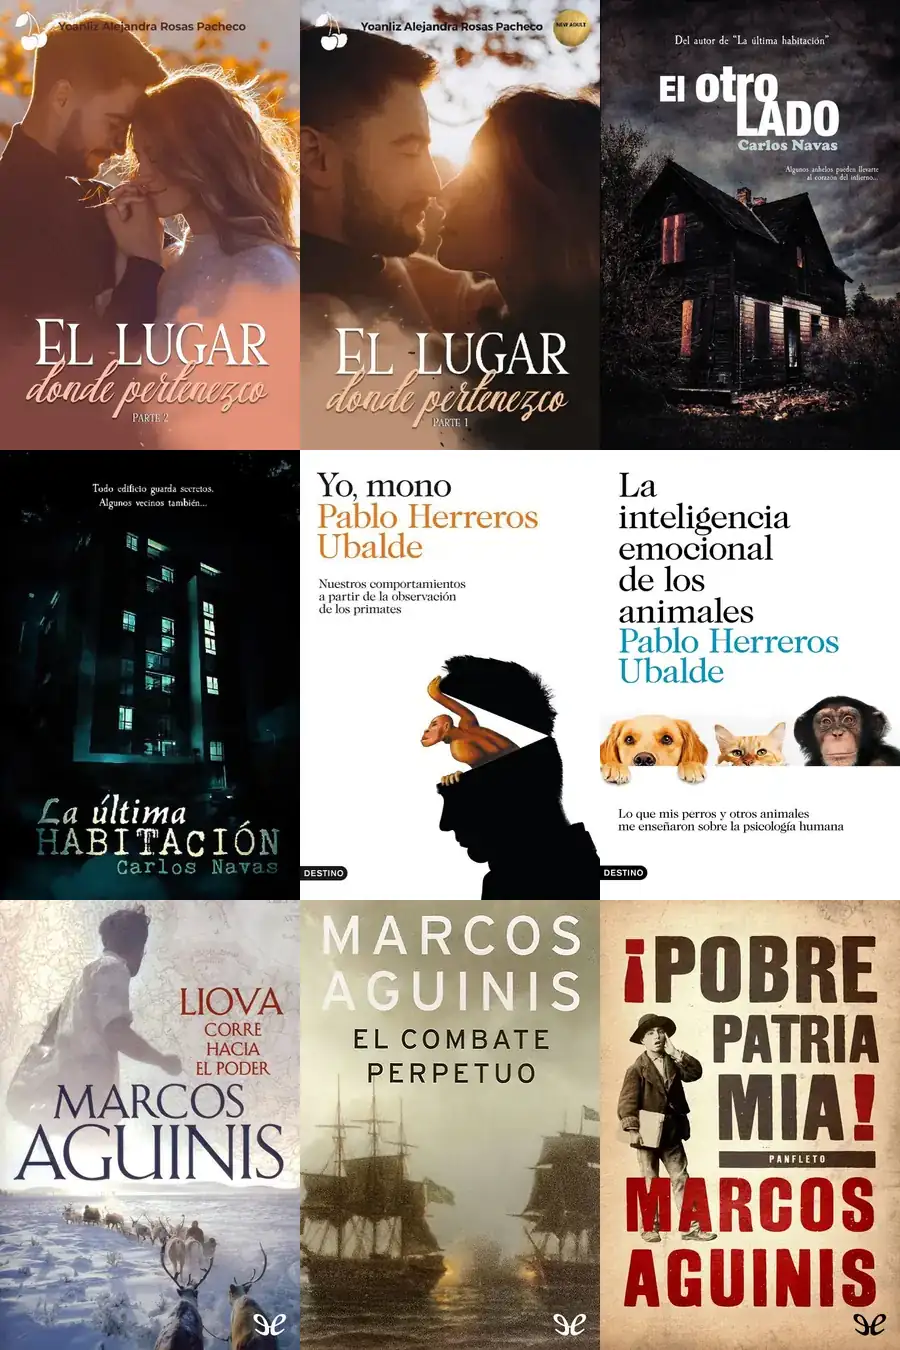 Yoanliz Alejandra Rosas Pacheco
EL LUGAR
donde pertenezco
PARTE 2
Yoanliz Alejandra Rosas Pacheco
NEW ADULT
EL LUGAR
donde pertenezco
PARTE 1
Del autor de "La última habitación"
El otro
LADO
Carlos Navas
Algunos anhelos pueden llevarte
al corazón del infierno...
Todo edificio guarda secretos.
Algunos vecinos también...
La última
HABITACIÓN
Carlos Navas
Yo, mono
Pablo Herreros
Ubalde
Nuestros comportamientos
a partir de la observación
de los primates
DESTINO
La
inteligencia
emocional
de los
animales
Pablo Herreros
Ubalde
Lo que mis perros y otros animales
me enseñaron sobre la psicología humana
DESTINO
LIOVA
CORRE
HACIA
EL PODER
MARCOS
AGUINIS
MARCOS
AGUINIS
EL COMBATE
PERPETUO
¡POBRE
PATRIA
MIA!
PANFLETO
MARCOS
AGUINIS